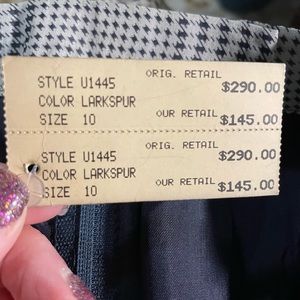 STYLE U1445 ORIG. RETAIL $290.00
COLOR LARKSPUR
SIZE 10 OUR RETAIL $145.00
STYLE U1445 ORIG. RETAIL $290.00
COLOR LARKSPUR
SIZE 10 OUR RETAIL $145.00